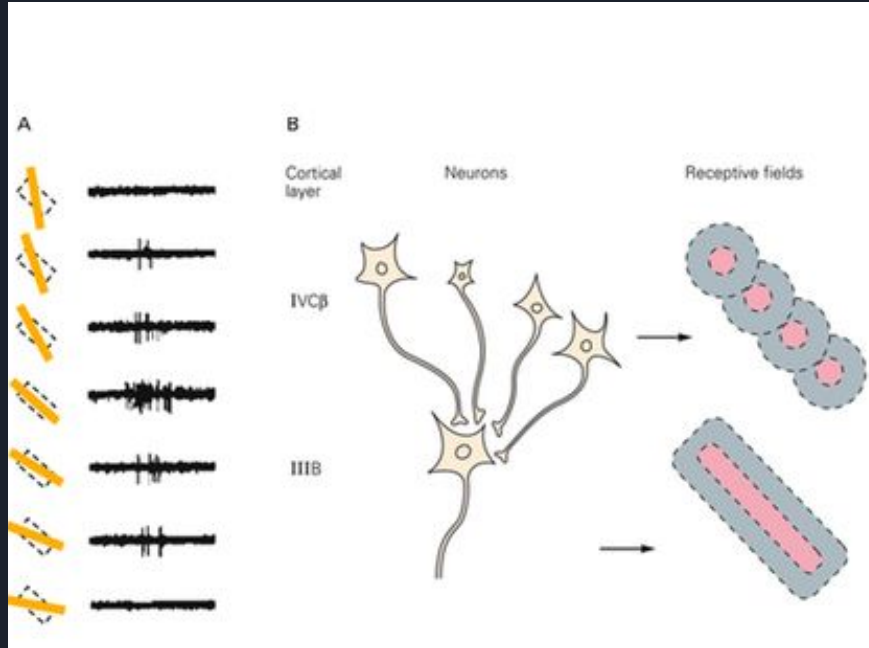 A
B
Cortical
layer
Neurons
Receptive fields
IVCβ
IIIB